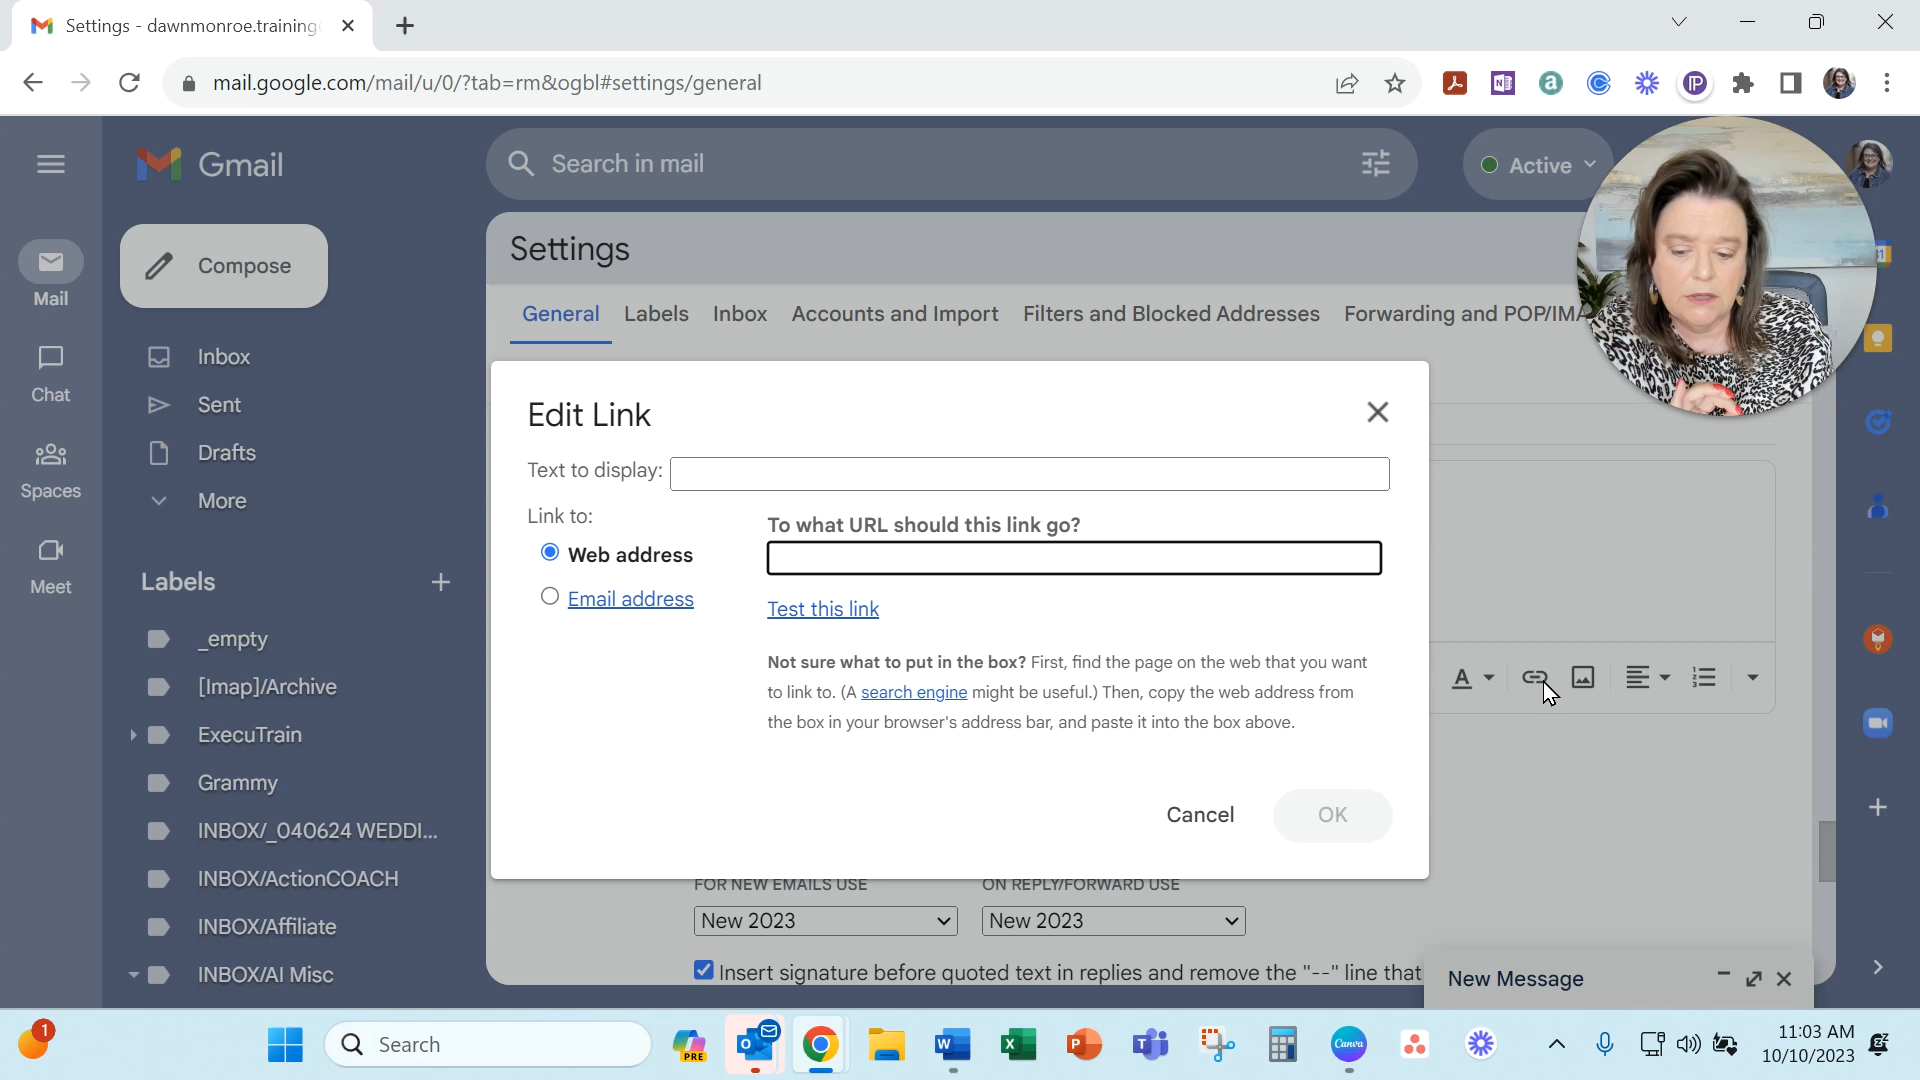 Settings - dawnmonroe.training
mail.google.com/mail/u/0/?tab=rm&ogbl#settings/general
Gmail
Search in mail
Active
Compose
Settings
Mail
General Labels Inbox Accounts and Import Filters and Blocked Addresses Forwarding and POP/IMA
Inbox
Chat
Sent
Edit Link
Drafts
Text to display:
Spaces
More
Link to:
To what URL should this link go?
Web address
Meet
Labels
Email address
Test this link
_empty
Not sure what to put in the box? First, find the page on the web that you want
to link to. (A search engine might be useful.) Then, copy the web address from
the box in your browser's address bar, and paste it into the box above.
[Imap]/Archive
ExecuTrain
Grammy
Cancel
OK
INBOX/_040624 WEDDI...
INBOX/ActionCOACH
FOR NEW EMAILS USE
ON REPLY/FORWARD USE
New 2023
New 2023
INBOX/Affiliate
INBOX/AI Misc
Insert signature before quoted text in replies and remove the "--" line that
New Message
1
Search
PRE
Canva
11:03 AM
10/10/2023